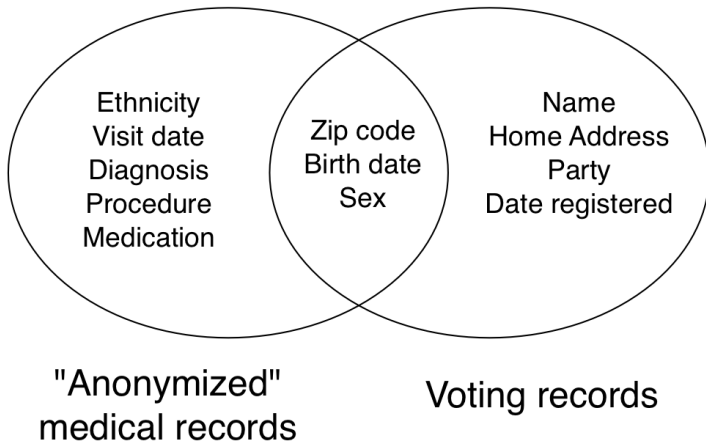 Ethnicity
Visit date
Diagnosis
Procedure
Medication
Zip code
Birth date
Sex
Name
Home Address
Party
Date registered
"Anonymized"
medical records
Voting records